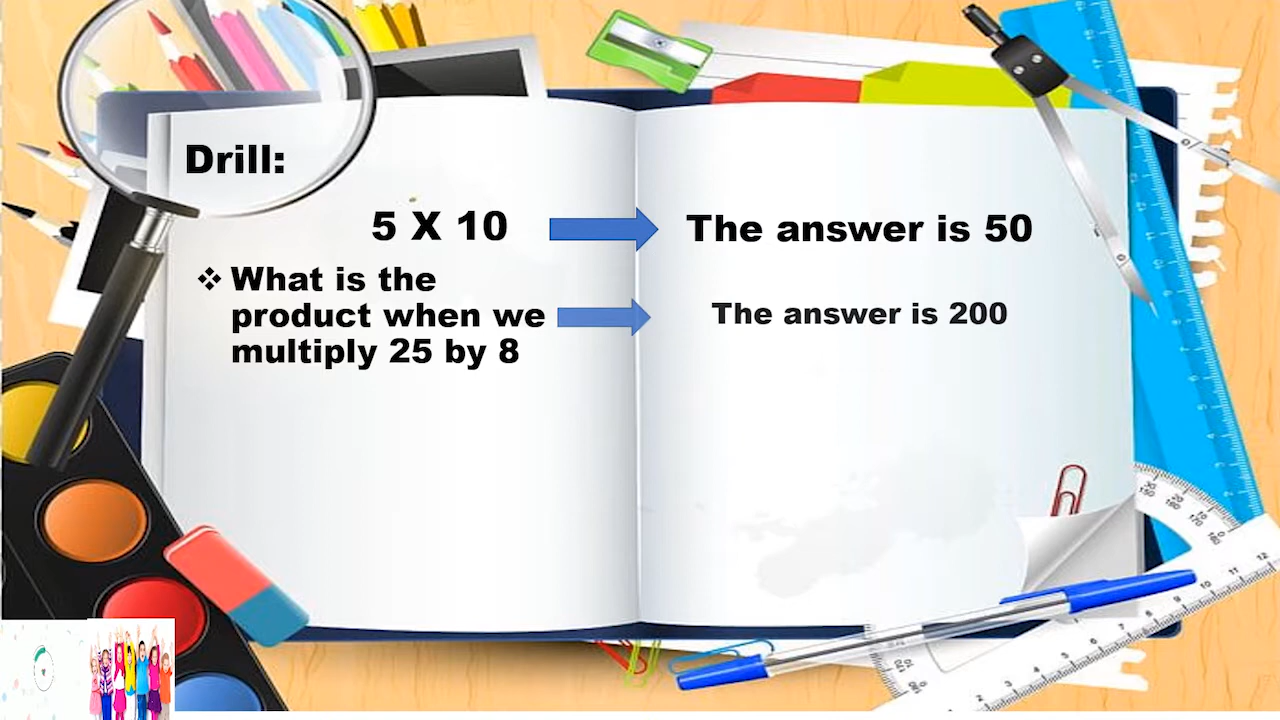 Drill:
5 X 10
The answer is 50
❖ What is the
product when we
multiply 25 by 8
The answer is 200